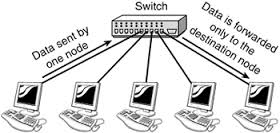 Switch
Data sent by
one node
Data is forwarded
only to the
destination node